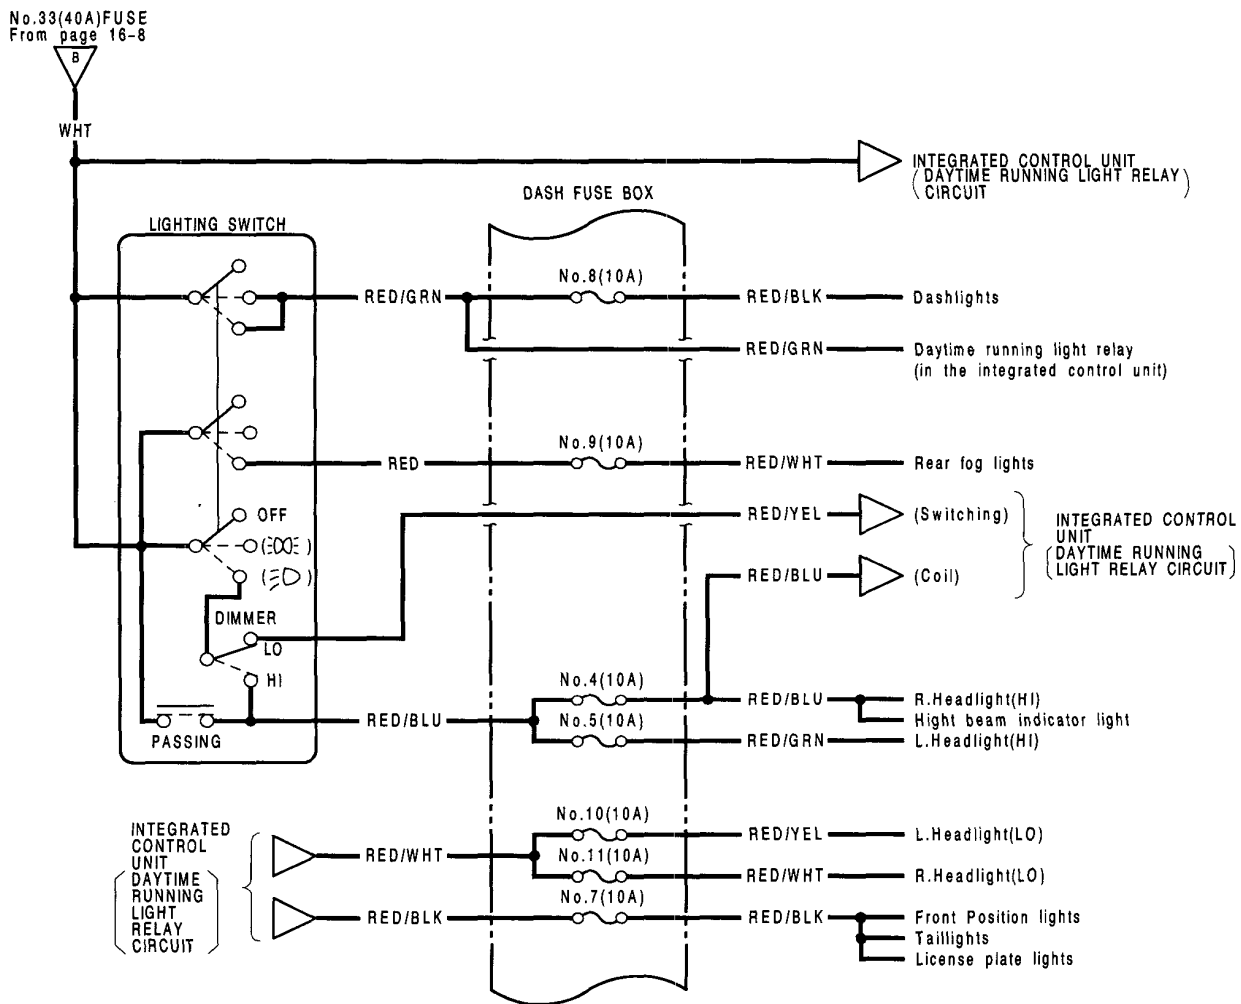 No.33(40A)FUSE
From page 16-8
B
WHT
INTEGRATED CONTROL UNIT
(DAYTIME RUNNING LIGHT RELAY)
CIRCUIT
DASH FUSE BOX
LIGHTING SWITCH
No.8(10A)
RED/GRN
RED/BLK
Dashlights
RED/GRN
Daytime running light relay
(in the integrated control unit)
No.9(10A)
RED
RED/WHT
Rear fog lights
OFF
RED/YEL
(Switching)
INTEGRATED CONTROL
UNIT
(DAYTIME RUNNING
LIGHT RELAY CIRCUIT)
RED/BLU
(Coil)
DIMMER
LO
HI
No.4(10A)
RED/BLU
R.Headlight(HI)
RED/BLU
No.5(10A)
Hight beam indicator light
PASSING
RED/GRN
L.Headlight(HI)
INTEGRATED
CONTROL
UNIT
(DAYTIME
RUNNING
LIGHT
RELAY
CIRCUIT)
No.10(10A)
RED/YEL
L.Headlight(LO)
RED/WHT
No.11(10A)
RED/WHT
R.Headlight(LO)
No.7(10A)
RED/BLK
RED/BLK
Front Position lights
Taillights
License plate lights